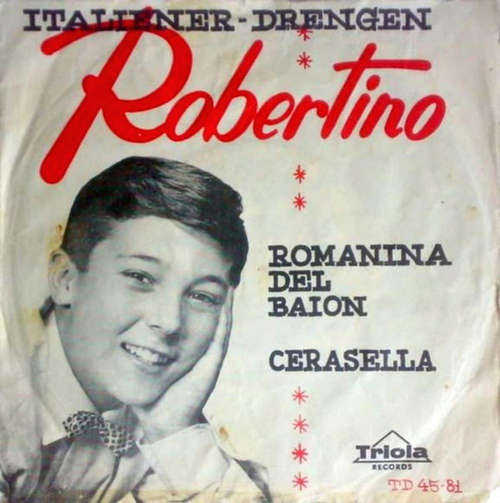 ITALIENER-DRENGEN
Robertino
ROMANINA
DEL
BAION
CERASELLA
Triola
RECORDS
TD 45-81